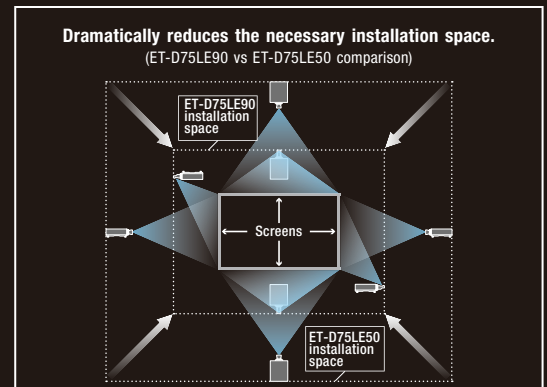 Dramatically reduces the necessary installation space.
(ET-D75LE90 vs ET-D75LE50 comparison)
ET-D75LE90
installation
space
Screens
ET-D75LE50
installation
space